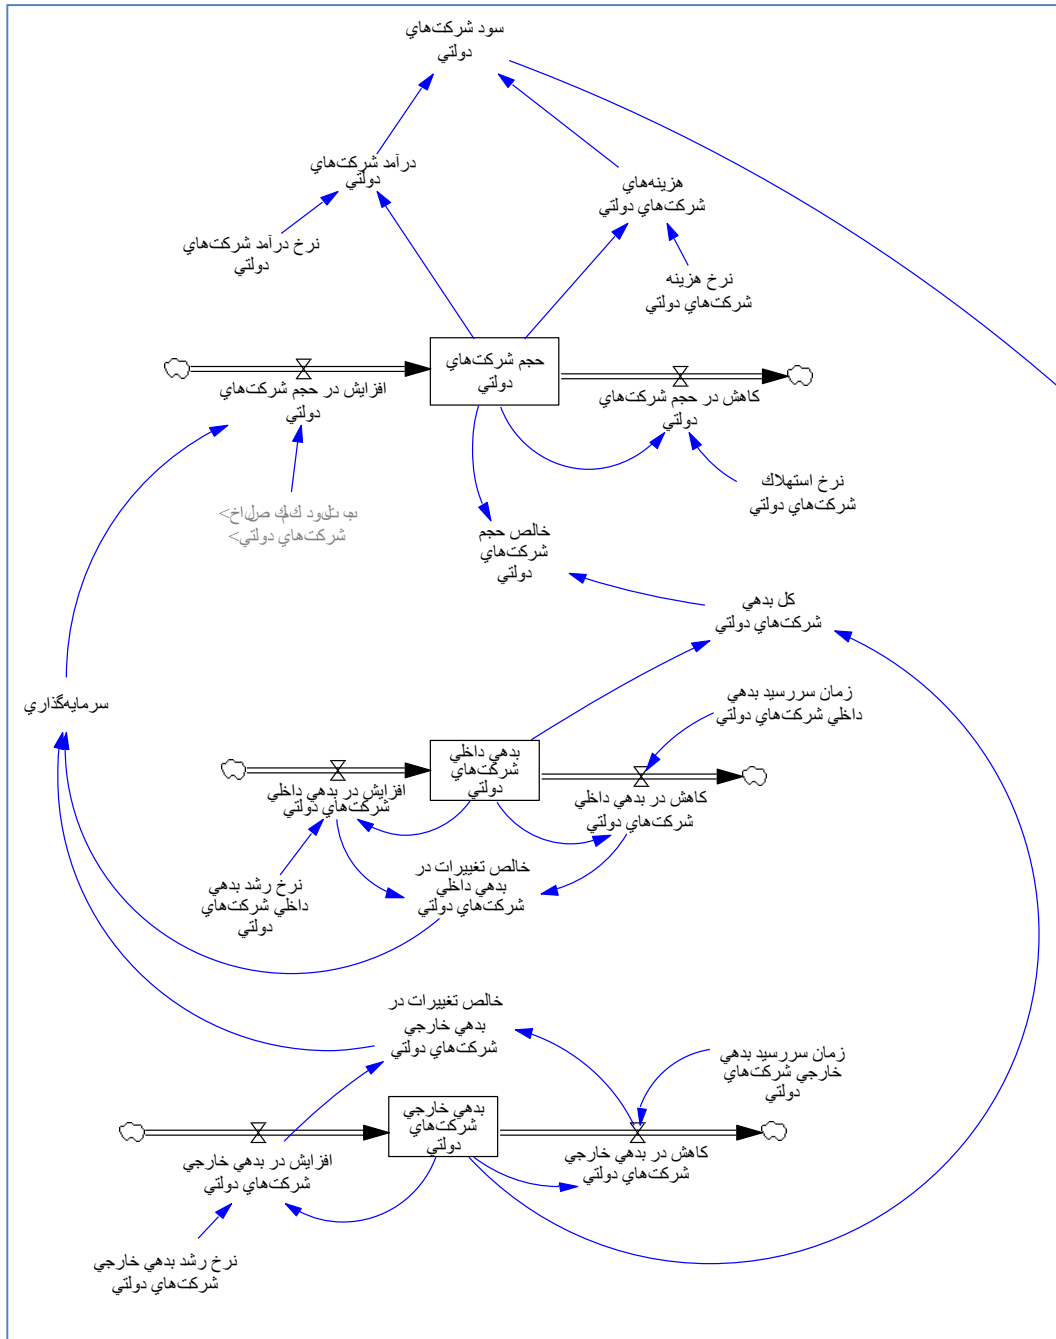 سود شركت‌هاي
دولتي
درآمد شركت‌هاي
دولتي
هزينه‌هاي
شركت‌هاي دولتي
نرخ درآمد شركت‌هاي
دولتي
نرخ هزينه
شركت‌هاي دولتي
حجم شركت‌هاي
دولتي
افزايش در حجم شركت‌هاي
دولتي
كاهش در حجم شركت‌هاي
دولتي
نرخ استهلاك
شركت‌هاي دولتي
شركت‌هاي دولتي>
خالص حجم
شركت‌هاي
دولتي
كل بدهي
شركت‌هاي دولتي
سرمايه‌گذاري
زمان سررسيد بدهي
داخلي شركت‌هاي دولتي
بدهي داخلي
شركت‌هاي
دولتي
افزايش در بدهي داخلي
شركت‌هاي دولتي
كاهش در بدهي داخلي
شركت‌هاي دولتي
خالص تغييرات در
بدهي داخلي
شركت‌هاي دولتي
نرخ رشد بدهي
داخلي شركت‌هاي
دولتي
خالص تغييرات در
بدهي خارجي
شركت‌هاي دولتي
زمان سررسيد بدهي
خارجي شركت‌هاي
دولتي
بدهي خارجي
شركت‌هاي
دولتي
افزايش در بدهي خارجي
شركت‌هاي دولتي
كاهش در بدهي خارجي
شركت‌هاي دولتي
نرخ رشد بدهي خارجي
شركت‌هاي دولتي